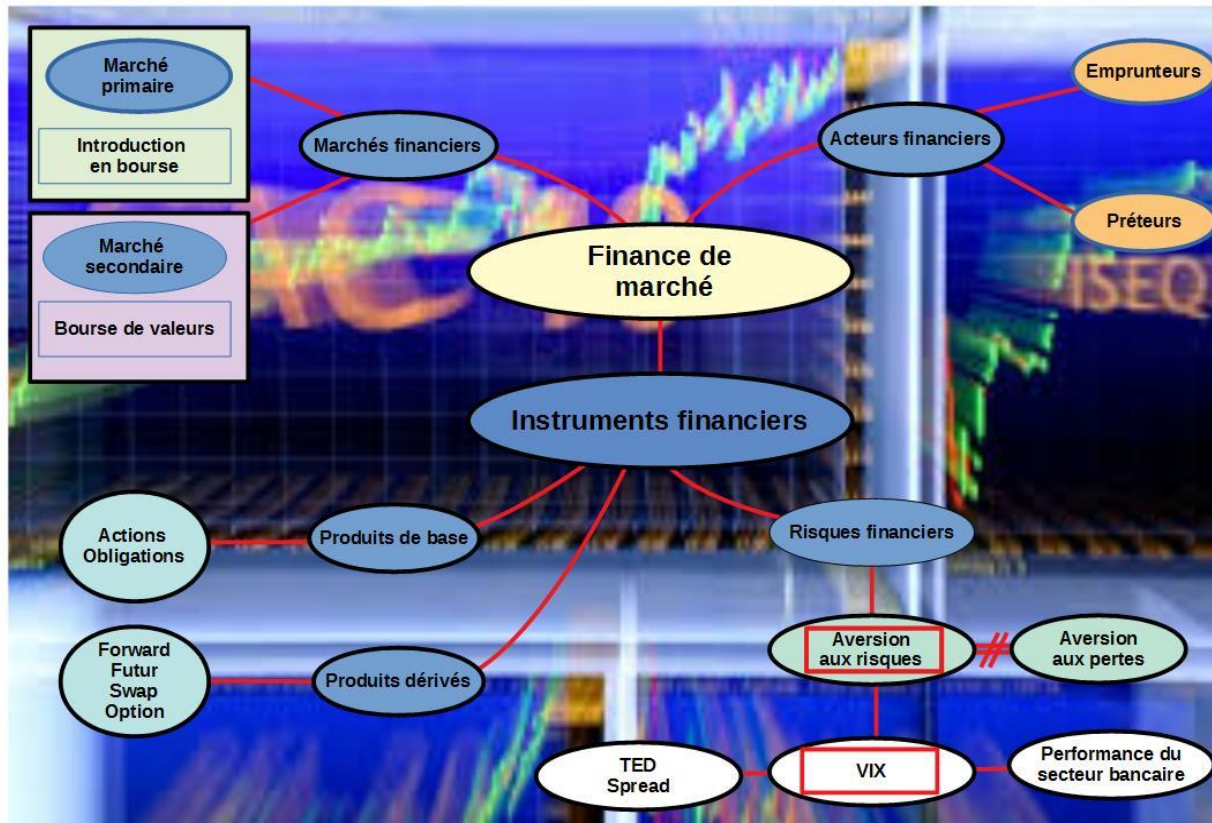 Marché
primaire
Introduction
en bourse
Marchés financiers
Acteurs financiers
Emprunteurs
Préteurs
Marché
secondaire
Bourse de valeurs
Finance de
marché
ISEQ
Instruments financiers
Actions
Obligations
Produits de base
Risques financiers
Forward
Futur
Swap
Option
Produits dérivés
Aversion
aux risques
Aversion
aux pertes
TED
Spread
VIX
Performance du
secteur bancaire